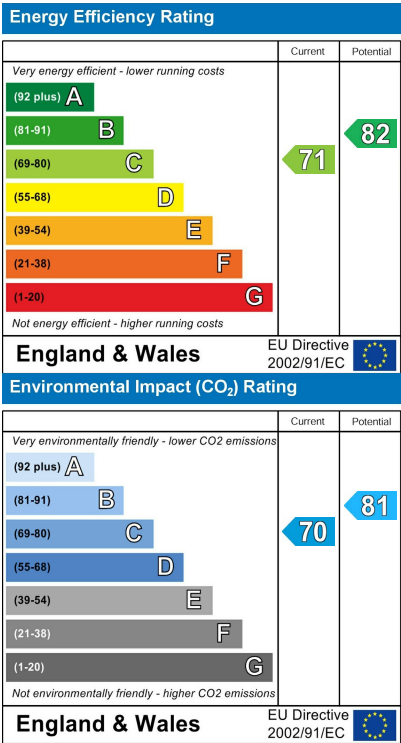 Energy Efficiency Rating
Current Potential
Very energy efficient - lower running costs
(92 plus) A
(81-91) B
82
(69-80) C
71
(55-68) D
(39-54) E
(21-38) F
(1-20) G
Not energy efficient - higher running costs
England & Wales
EU Directive
2002/91/EC
Environmental Impact (CO₂) Rating
Current Potential
Very environmentally friendly - lower CO2 emissions
(92 plus) A
(81-91) B
81
(69-80) C
70
(55-68) D
(39-54) E
(21-38) F
(1-20) G
Not environmentally friendly - higher CO2 emissions
England & Wales
EU Directive
2002/91/EC